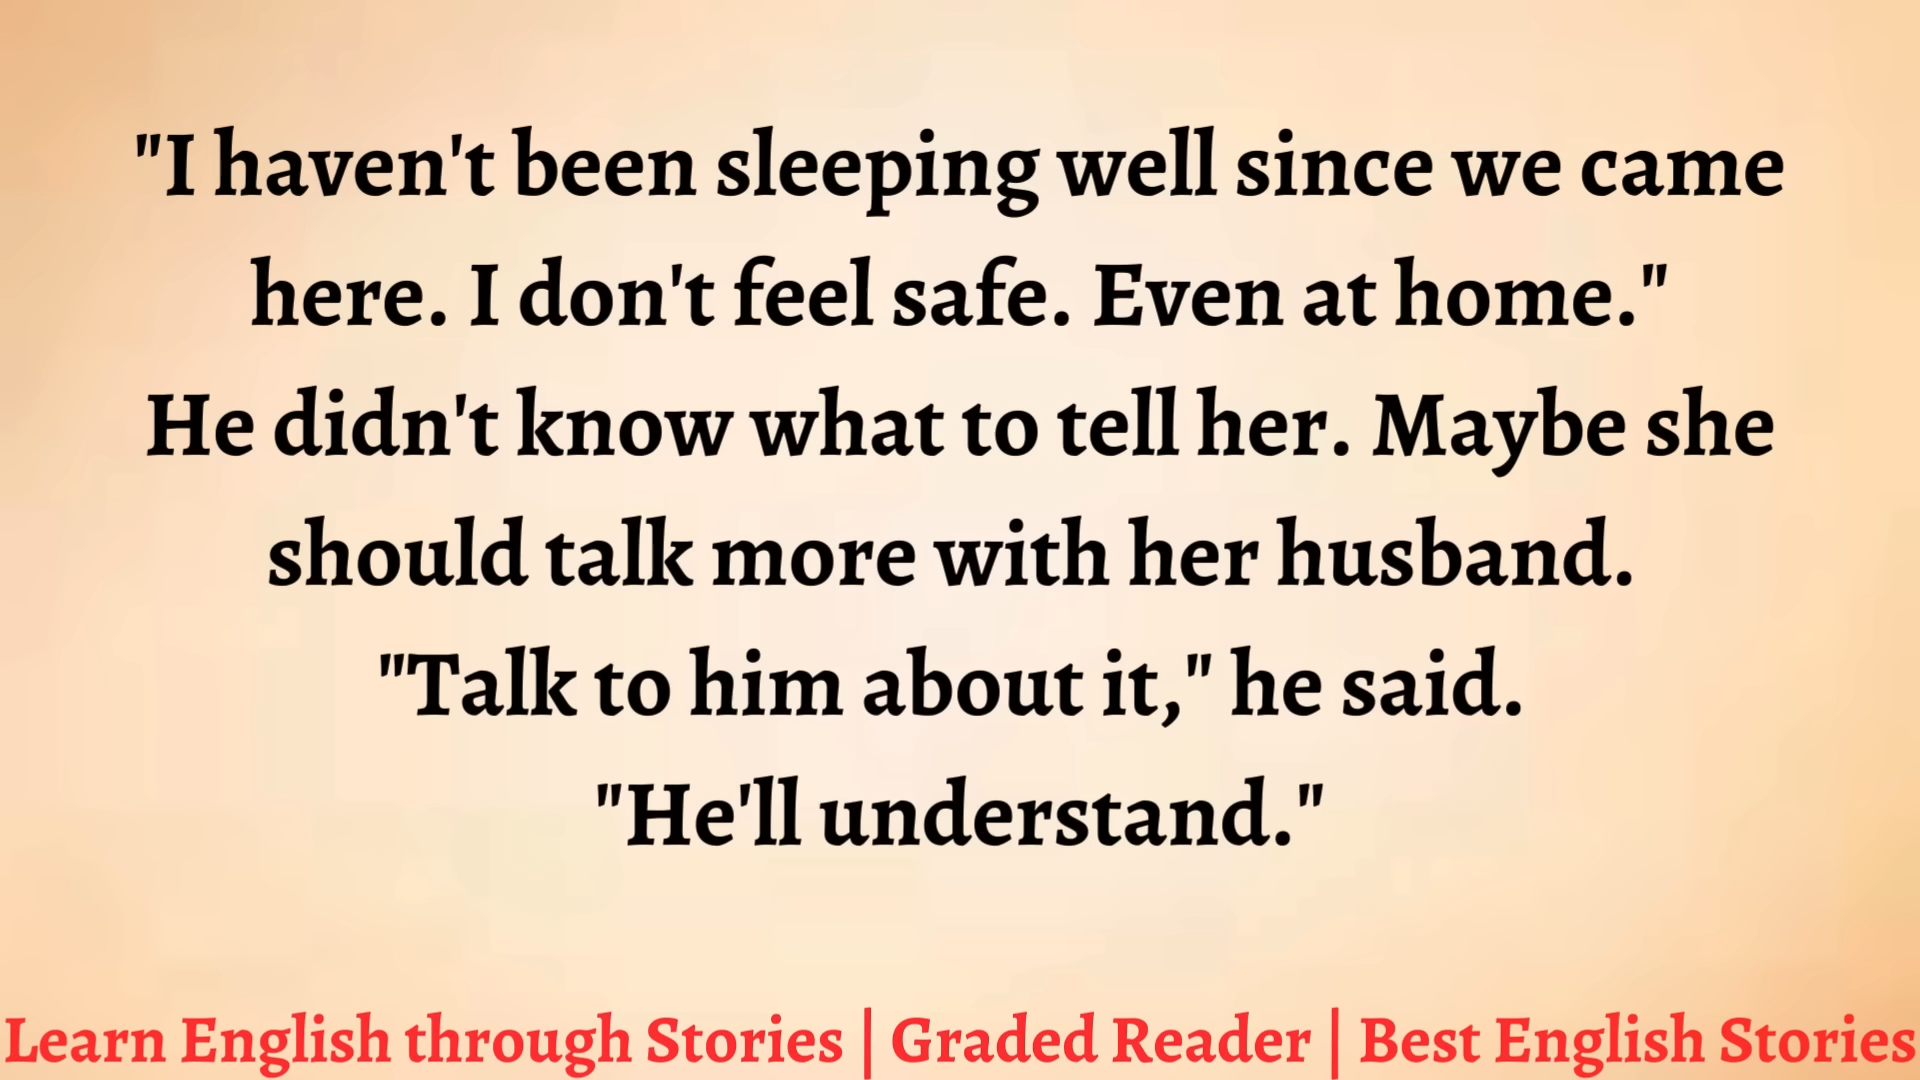 "I haven't been sleeping well since we came
here. I don't feel safe. Even at home."
He didn't know what to tell her. Maybe she
should talk more with her husband.
"Talk to him about it," he said.
"He'll understand."
Learn English through Stories | Graded Reader | Best English Stories